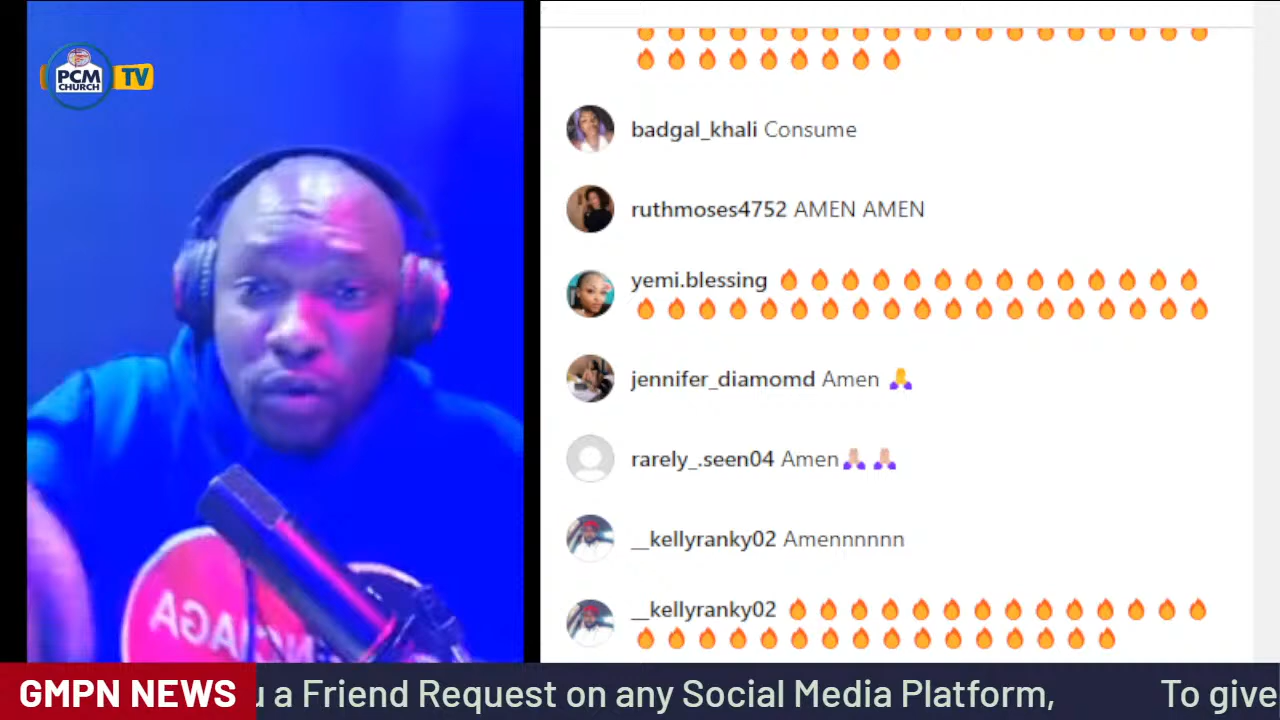 PCM
CHURCH
TV
badgal_khali Consume
ruthmoses4752 AMEN AMEN
yemi.blessing
jennifer_diamomd Amen
rarely_.seen04 Amen
__kellyranky02 Amennnnnn
__kellyranky02
GMPN NEWS
a Friend Request on any Social Media Platform, To give